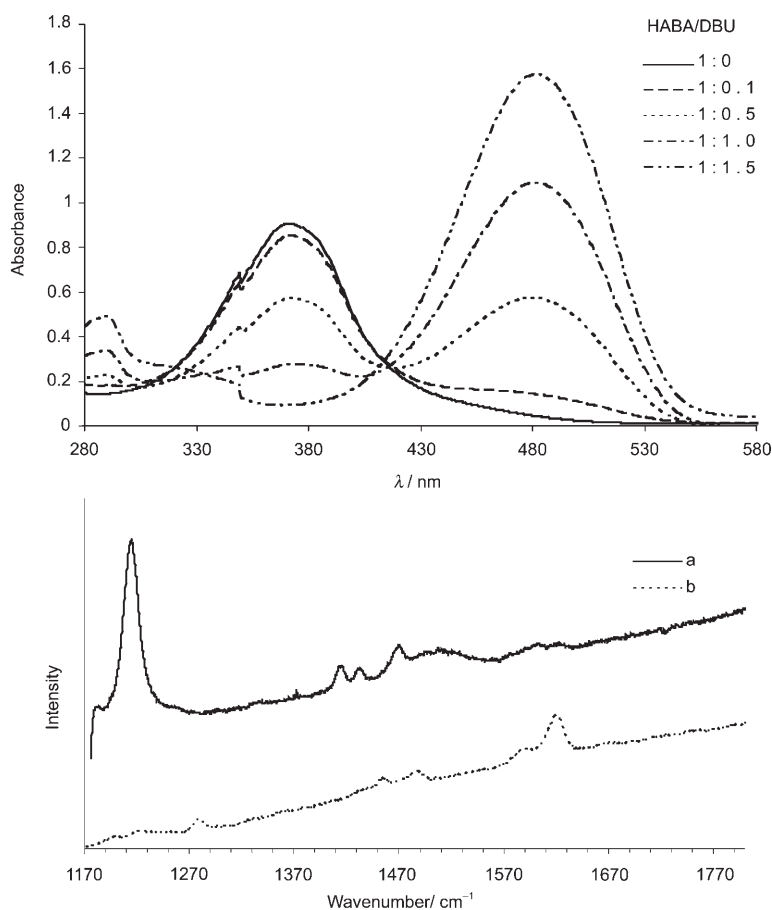 1.8
1.6
1.4
1.2
1
0.8
0.6
0.4
0.2
0
Absorbance
280 330 380 430 480 530 580
λ / nm
HABA/DBU
1 : 0
1 : 0 . 1
1 : 0 . 5
1 : 1 . 0
1 : 1 . 5
Intensity
a
b
1170 1270 1370 1470 1570 1670 1770
Wavenumber/ cm⁻¹